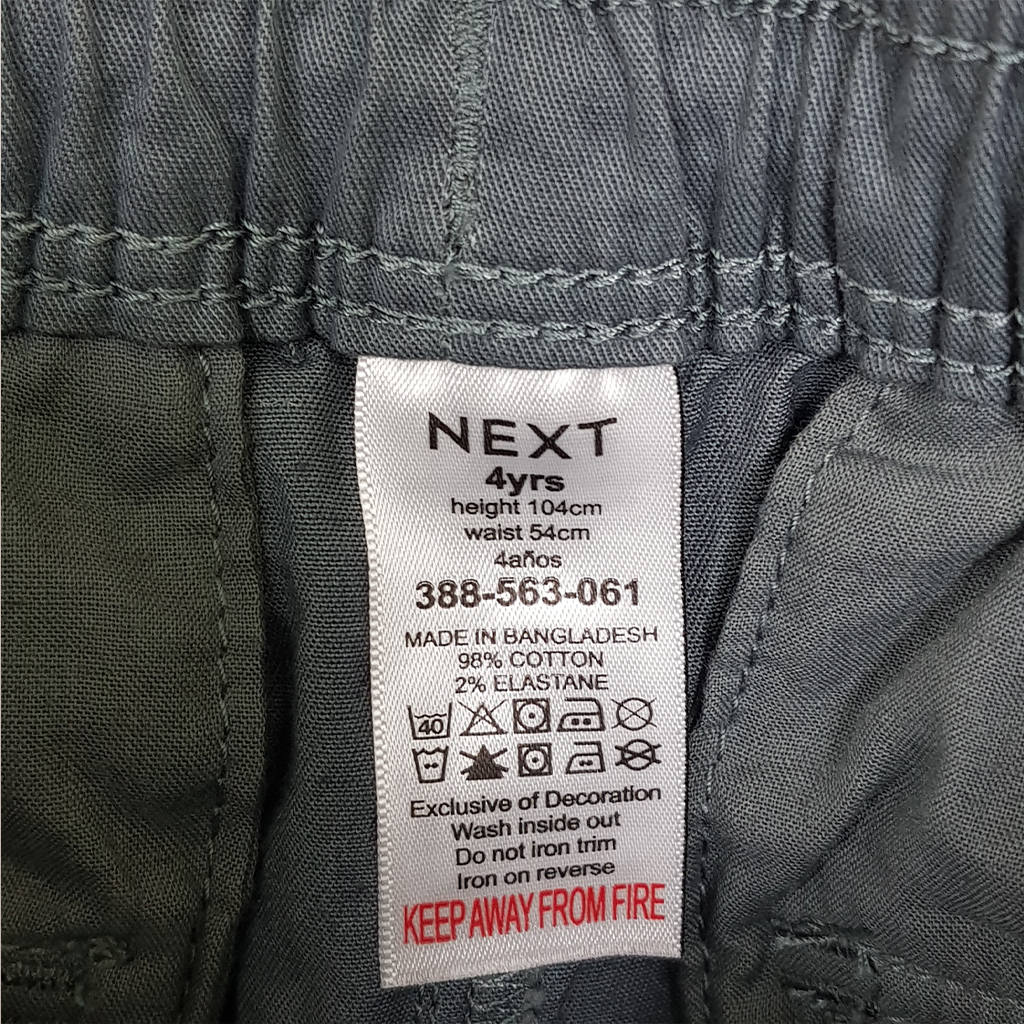 NEXT
4yrs
height 104cm
waist 54cm
4años
388-563-061
MADE IN BANGLADESH
98% COTTON
2% ELASTANE
40
Exclusive of Decoration
Wash inside out
Do not iron trim
Iron on reverse
KEEP AWAY FROM FIRE